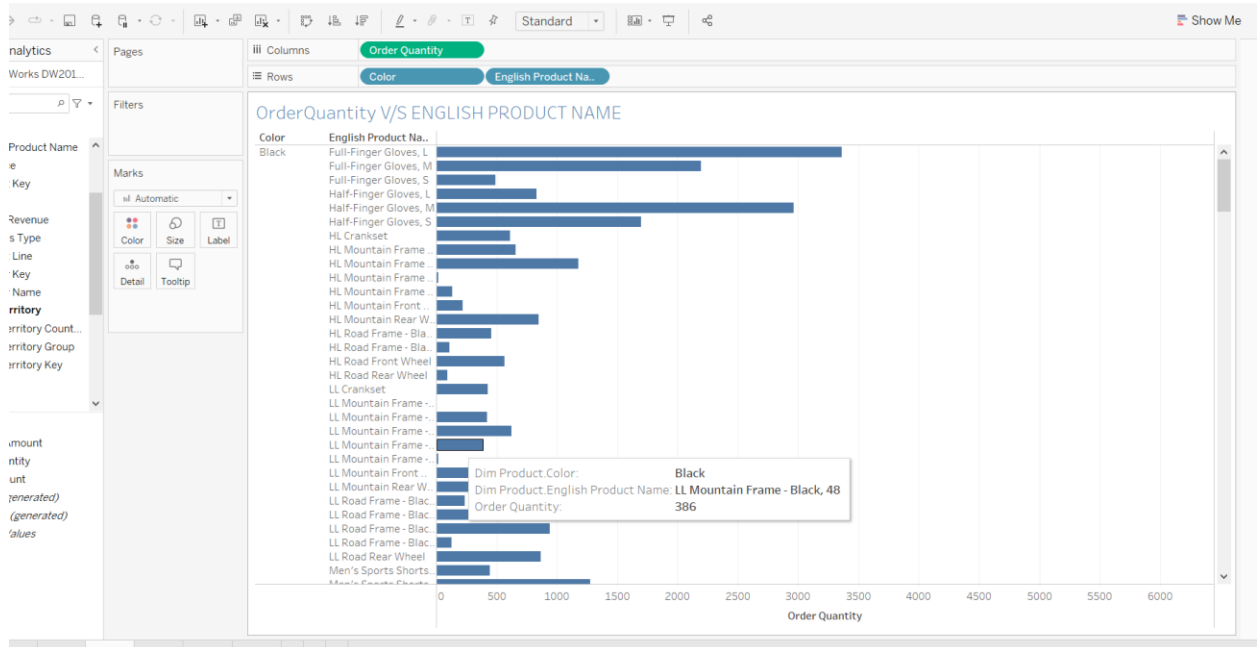 Standard
Show Me
nalytics
Pages
Columns
Order Quantity
Works DW201...
Rows
Color
English Product Na..
Filters
OrderQuantity V/S ENGLISH PRODUCT NAME
Color
English Product Na..
Product Name
e
Key
Revenue
s Type
Line
Key
Name
rritory
erritory Count...
erritory Group
erritory Key
mount
ntity
unt
generated)
(generated)
alues
Marks
Automatic
Color
Size
Label
Detail
Tooltip
Black
Full-Finger Gloves, L
Full-Finger Gloves, M
Full-Finger Gloves, S
Half-Finger Gloves, L
Half-Finger Gloves, M
Half-Finger Gloves, S
HL Crankset
HL Mountain Frame ..
HL Mountain Frame ..
HL Mountain Frame ..
HL Mountain Frame ..
HL Mountain Front ..
HL Mountain Rear W..
HL Road Frame - Bla..
HL Road Frame - Bla..
HL Road Front Wheel
HL Road Rear Wheel
LL Crankset
LL Mountain Frame -..
LL Mountain Frame -..
LL Mountain Frame -..
LL Mountain Frame -..
LL Mountain Frame -..
LL Mountain Front ..
LL Mountain Rear W..
LL Road Frame - Blac..
LL Road Frame - Blac..
LL Road Frame - Blac..
LL Road Frame - Blac..
LL Road Rear Wheel
Men's Sports Shorts..
Men's Sports Shorts
Dim Product.Color: Black
Dim Product.English Product Name: LL Mountain Frame - Black, 48
Order Quantity: 386
0 500 1000 1500 2000 2500 3000 3500 4000 4500 5000 5500 6000
Order Quantity